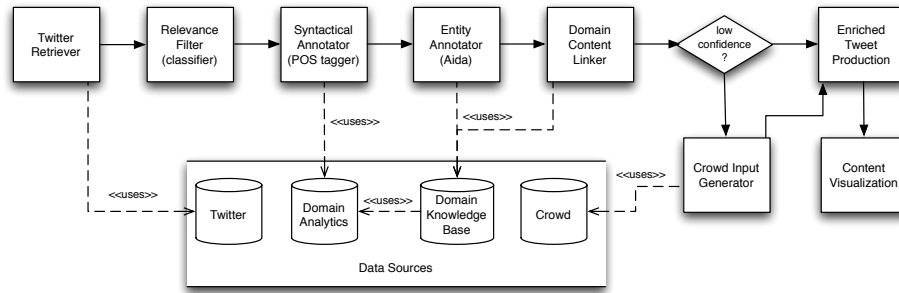 Twitter
Retriever
Relevance
Filter
(classifier)
Syntactical
Annotator
(POS tagger)
Entity
Annotator
(Aida)
Domain
Content
Linker
low
confidence
?
Enriched
Tweet
Production
<<uses>>
<<uses>>
Crowd Input
Generator
Content
Visualization
<<uses>>
<<uses>>
<<uses>>
Twitter
Domain
Analytics
Domain
Knowledge
Base
Crowd
Data Sources